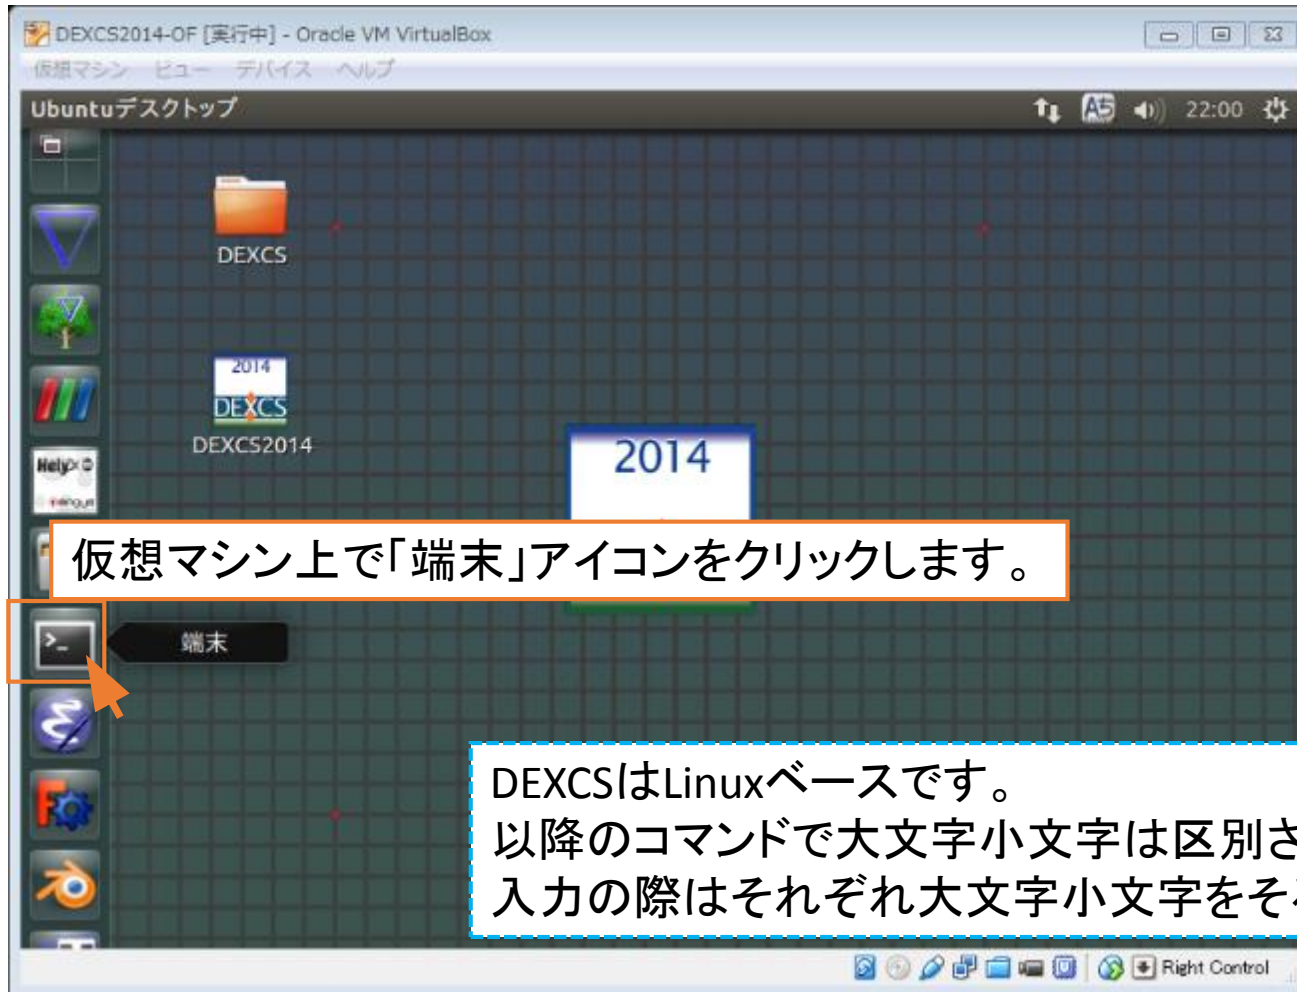 DEXCS2014-OF [実行中] - Oracle VM VirtualBox
仮想マシン ビュー デバイス ヘルプ
Ubuntuデスクトップ
22:00
DEXCS
2014
DEXCS
DEXCS2014
2014
Helyx
仮想マシン上で「端末」アイコンをクリックします。
端末
DEXCSはLinuxベースです。
以降のコマンドで大文字小文字は区別さ
入力の際はそれぞれ大文字小文字をそ
Right Control